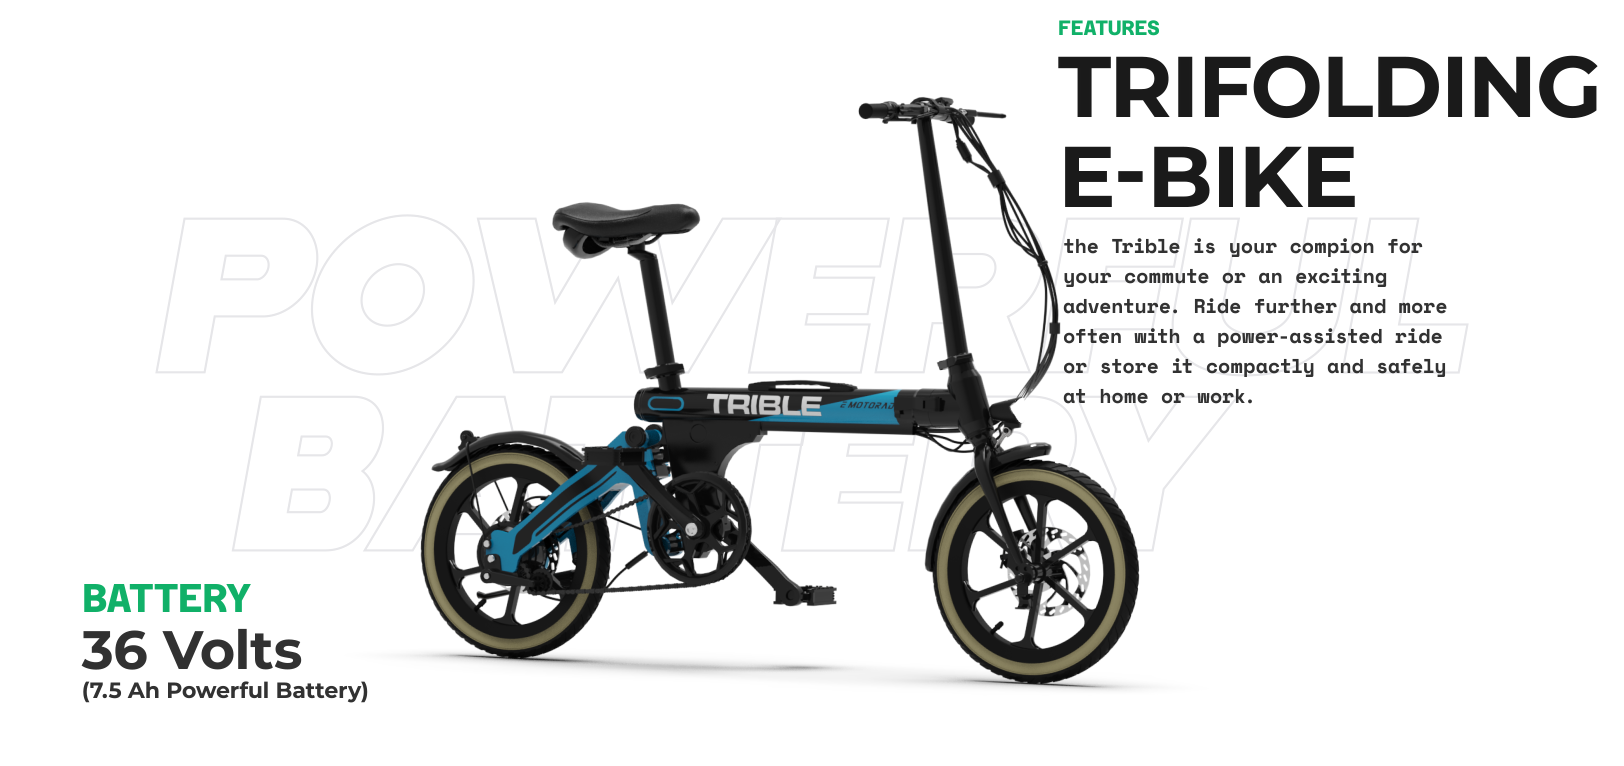 FEATURES
TRIFOLDING
E-BIKE
the Trible is your compion for
your commute or an exciting
adventure. Ride further and more
often with a power-assisted ride
or store it compactly and safely
at home or work.
POWERFUL
BATTERY
TRIBLE
E MOTORAD
BATTERY
36 Volts
(7.5 Ah Powerful Battery)